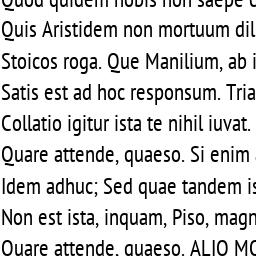 Quod quidem nobis non saepe
Quis Aristidem non mortuum dil
Stoicos roga. Que Manilium, ab i
Satis est ad hoc responsum. Tria
Collatio igitur ista te nihil iuvat.
Quare attende, quaeso. Si enim
Idem adhuc; Sed quae tandem is
Non est ista, inquam, Piso, magn
Quare attende, quaeso. ALIO MO